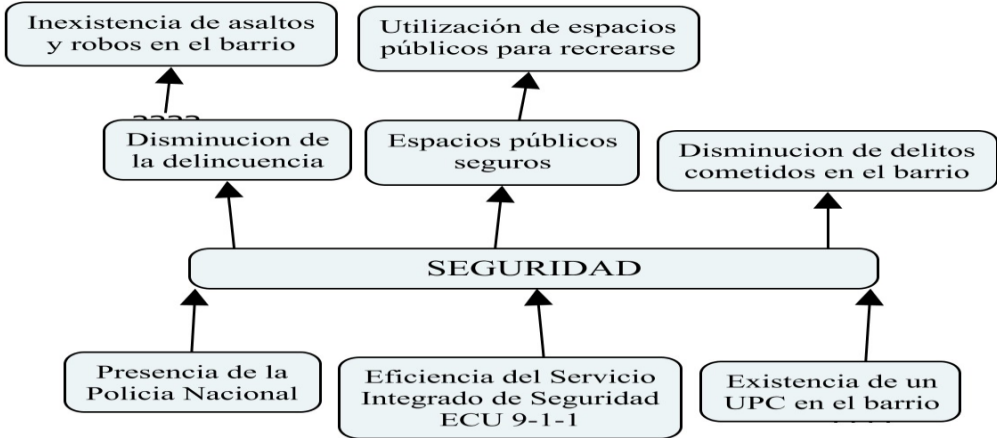 Inexistencia de asaltos
y robos en el barrio
Utilización de espacios
públicos para recrearse
Disminucion de
la delincuencia
Espacios públicos
seguros
Disminucion de delitos
cometidos en el barrio
SEGURIDAD
Presencia de la
Policia Nacional
Eficiencia del Servicio
Integrado de Seguridad
ECU 9-1-1
Existencia de un
UPC en el barrio